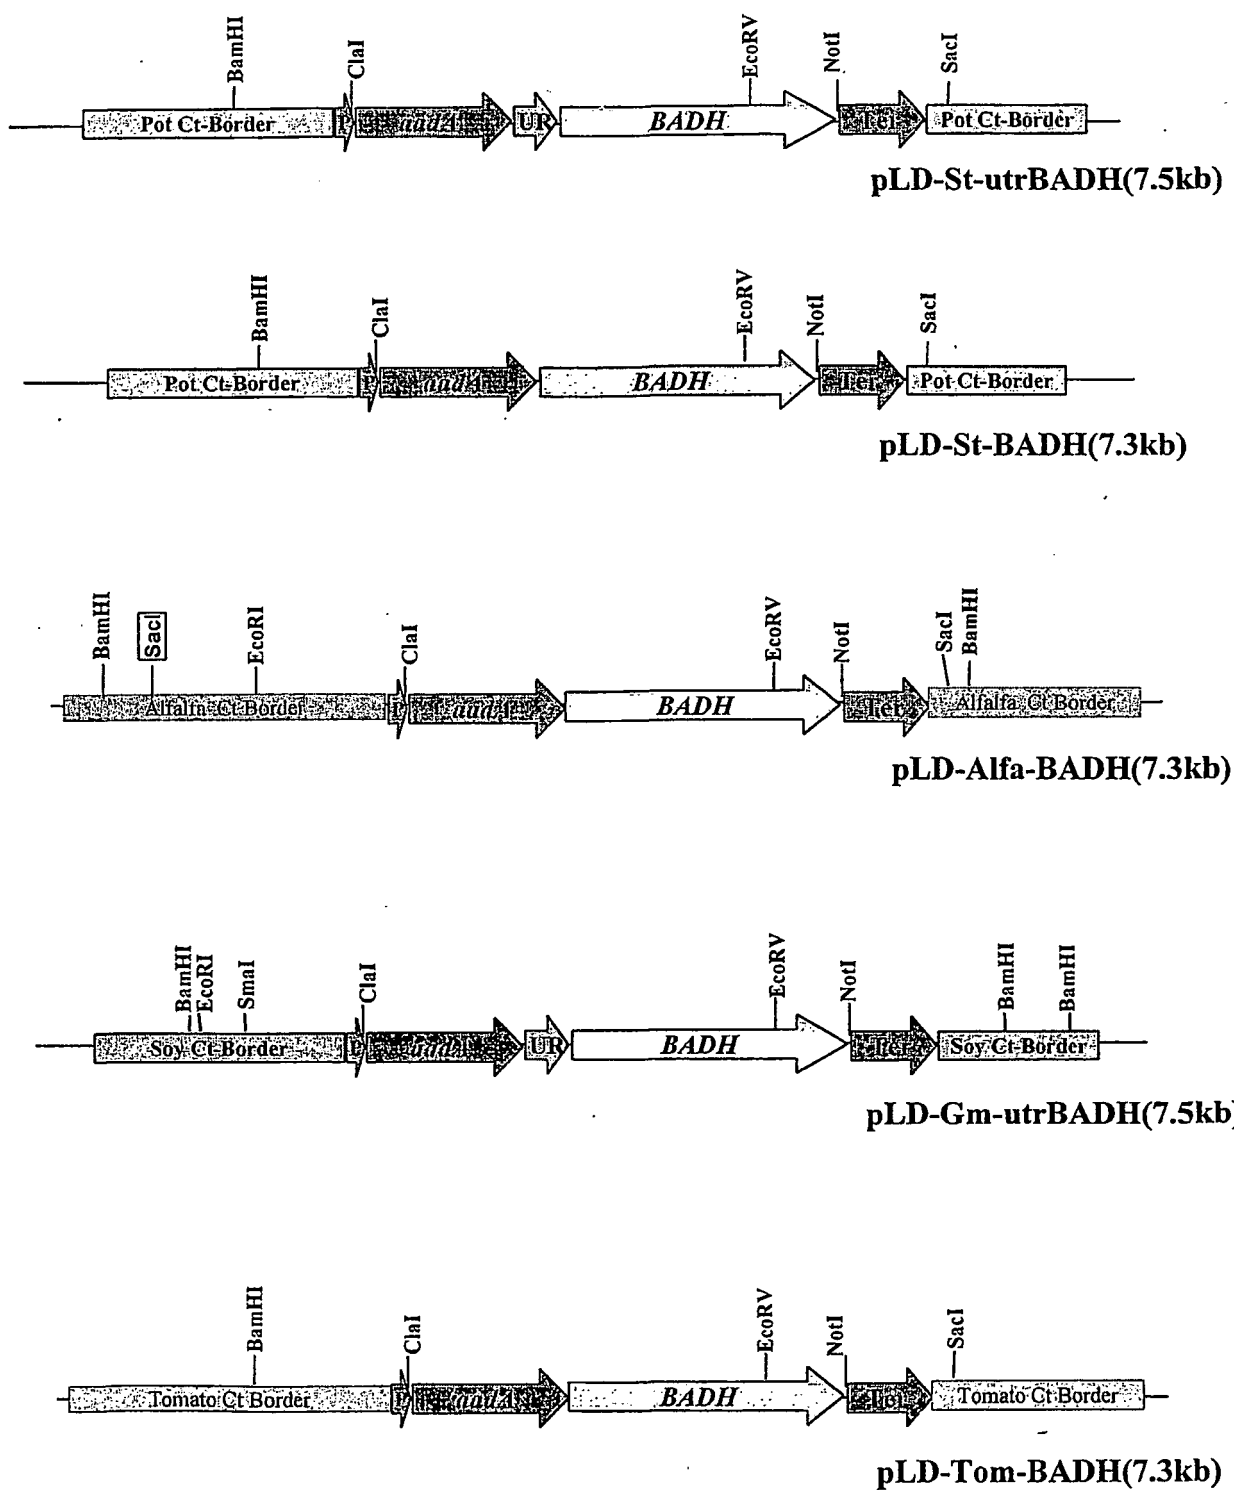 BamHI ClaI EcoRV NotI SacI
Pot Ct-Border P aadA UR BADH Ter Pot Ct-Border
pLD-St-utrBADH(7.5kb)
BamHI ClaI EcoRV NotI SacI
Pot Ct-Border P aadA BADH Ter Pot Ct-Border
pLD-St-BADH(7.3kb)
BamHI SacI EcoRI ClaI EcoRV NotI SacI BamHI
Alfalfa Ct Border P aadA BADH Ter Alfalfa Ct Border
pLD-Alfa-BADH(7.3kb)
BamHI EcoRI SmaI ClaI EcoRV NotI BamHI BamHI
Soy Ct-Border P aadA UR BADH Ter Soy Ct-Border
pLD-Gm-utrBADH(7.5kb)
BamHI ClaI EcoRV NotI SacI
Tomato Ct Border P aadA BADH Ter Tomato Ct Border
pLD-Tom-BADH(7.3kb)